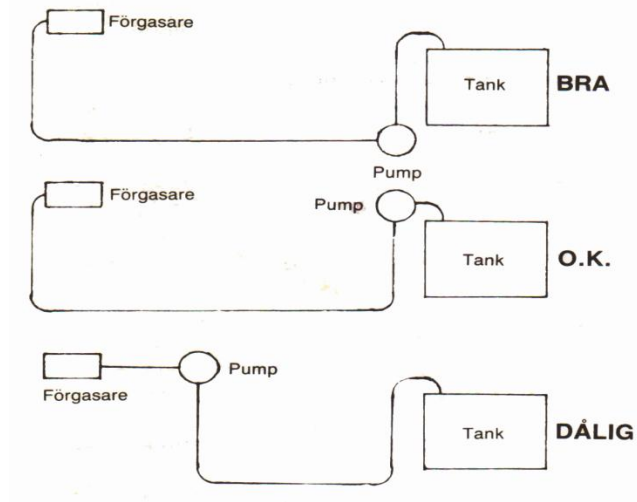 Förgasare
Tank BRA
Pump
Förgasare
Pump
Tank O.K.
Pump
Förgasare
Tank DÅLIG